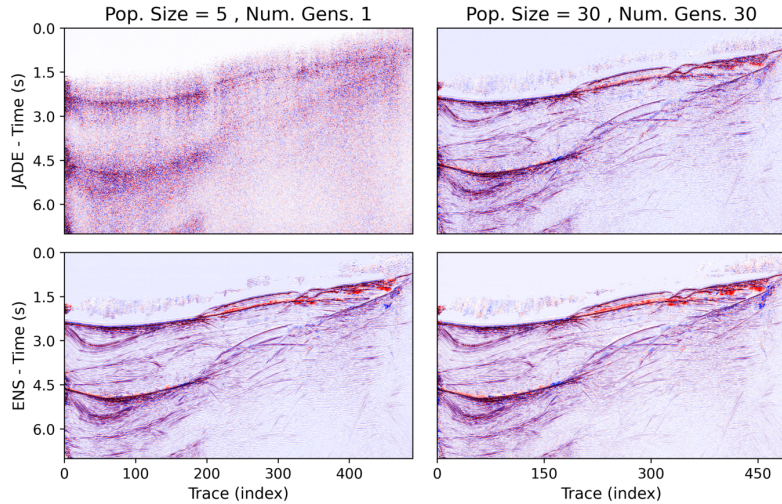 Pop. Size = 5 , Num. Gens. 1
Pop. Size = 30 , Num. Gens. 30
JADE - Time (s)
0.0
1.5
3.0
4.5
6.0
ENS - Time (s)
0.0
1.5
3.0
4.5
6.0
0 100 200 300 400
0 150 300 450
Trace (index)
Trace (index)